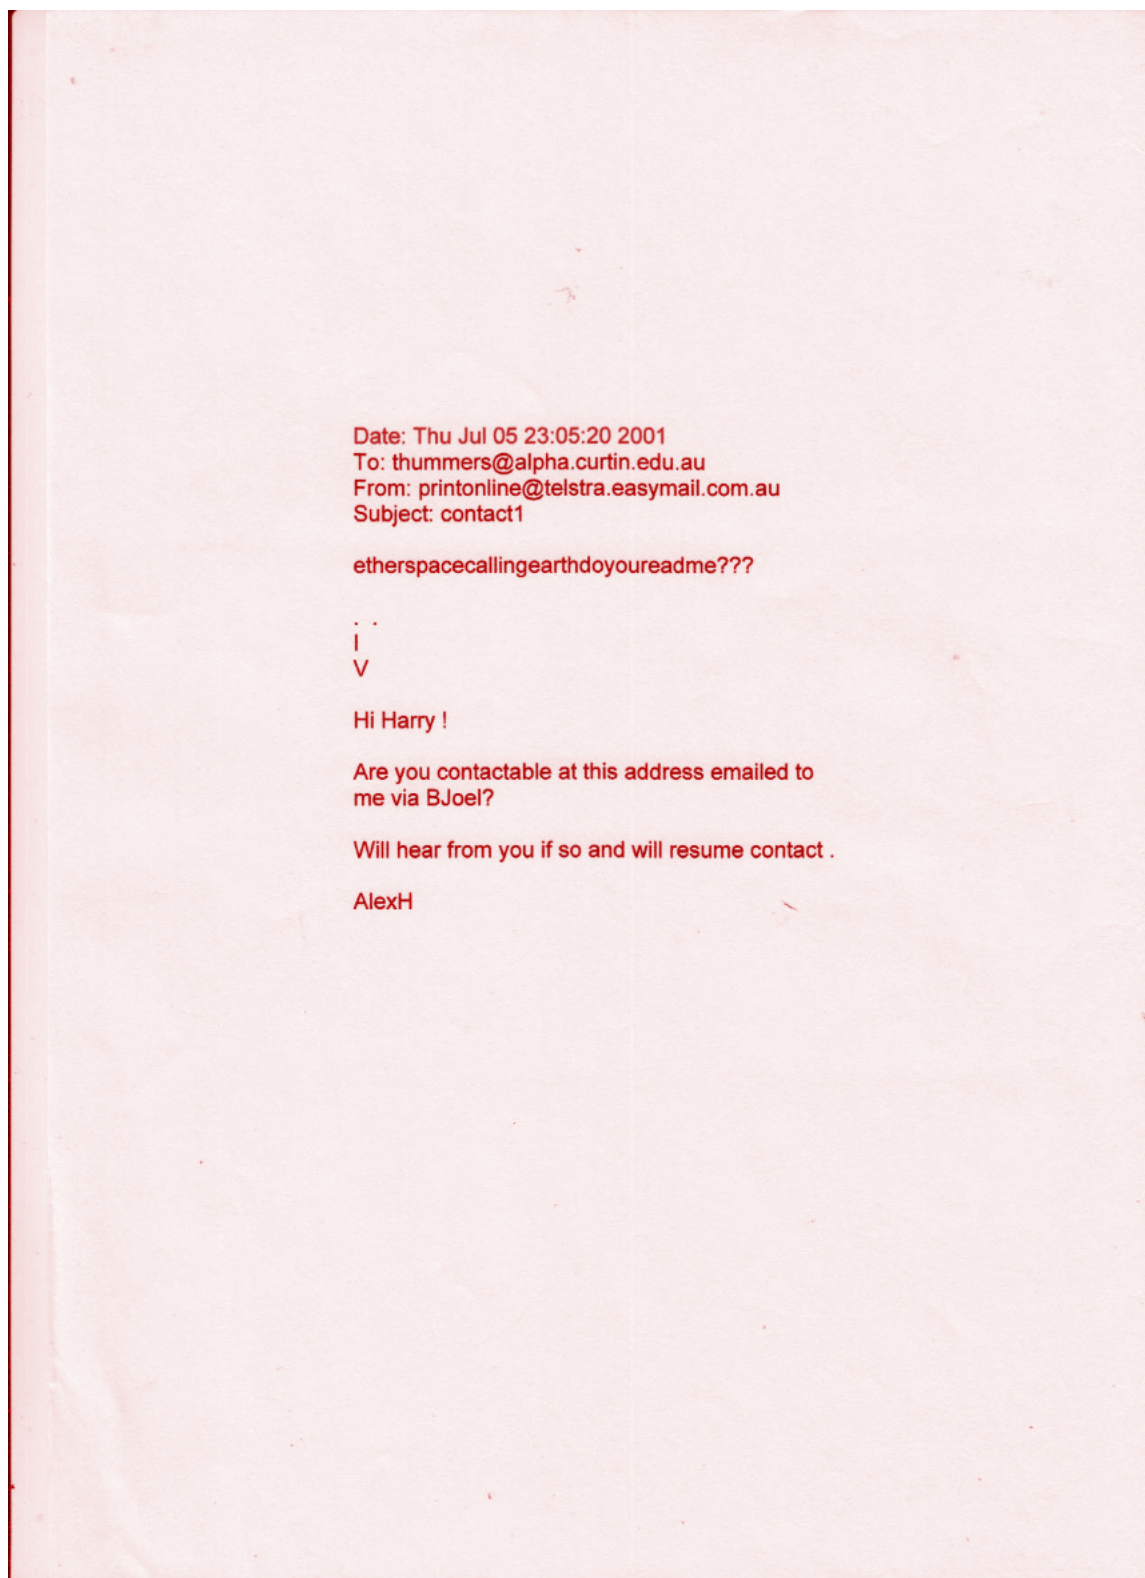 Date: Thu Jul 05 23:05:20 2001
To: thummers@alpha.curtin.edu.au
From: printonline@telstra.easymail.com.au
Subject: contact1
etherspacecallingearthdoyoureadme???
. .
I
V
Hi Harry !
Are you contactable at this address emailed to
me via BJoel?
Will hear from you if so and will resume contact .
AlexH